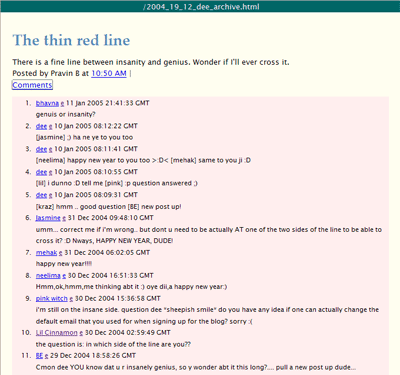 /2004_19_12_dee_archive.html
The thin red line
There is a fine line between insanity and genius. Wonder if I'll ever cross it.
Posted by Pravin B at 10:50 AM |
Comments
1. bhavna e 11 Jan 2005 21:41:33 GMT
genuis or insanity?
2. dee e 10 Jan 2005 08:12:22 GMT
[jasmine] ;) ha ne ye to you too
3. dee e 10 Jan 2005 08:11:41 GMT
[neelima] happy new year to you too >:D< [mehak] same to you ji :D
4. dee e 10 Jan 2005 08:10:55 GMT
[lil] i dunno :D tell me [pink] :p question answered ;)
5. dee e 10 Jan 2005 08:09:31 GMT
[kraz] hmm .. good question [BE] new post up!
6. Jasmine e 31 Dec 2004 09:48:10 GMT
umm... correct me if i'm wrong.. but dont u need to be actually AT one of the two sides of the line to be able to
cross it? :D Nways, HAPPY NEW YEAR, DUDE!
7. mehak e 31 Dec 2004 06:02:05 GMT
happy new year!!!!
8. neelima e 30 Dec 2004 16:51:33 GMT
Hmm,ok,hmm,me thinking abt it :) oye dii,a happy new year:)
9. pink witch e 30 Dec 2004 15:36:58 GMT
i'm still on the insane side. question dee *sheepish smile* do you have any idea if one can actually change the
default email that you used for when signing up for the blog? sorry :(
10. Lil Cinnamon e 30 Dec 2004 02:59:49 GMT
the question is: in which side of the line are you??
11. BE e 29 Dec 2004 18:58:26 GMT
Cmon dee YOU know dat u r insanely genius, so y wonder abt it this long?.... pull a new post up dude...